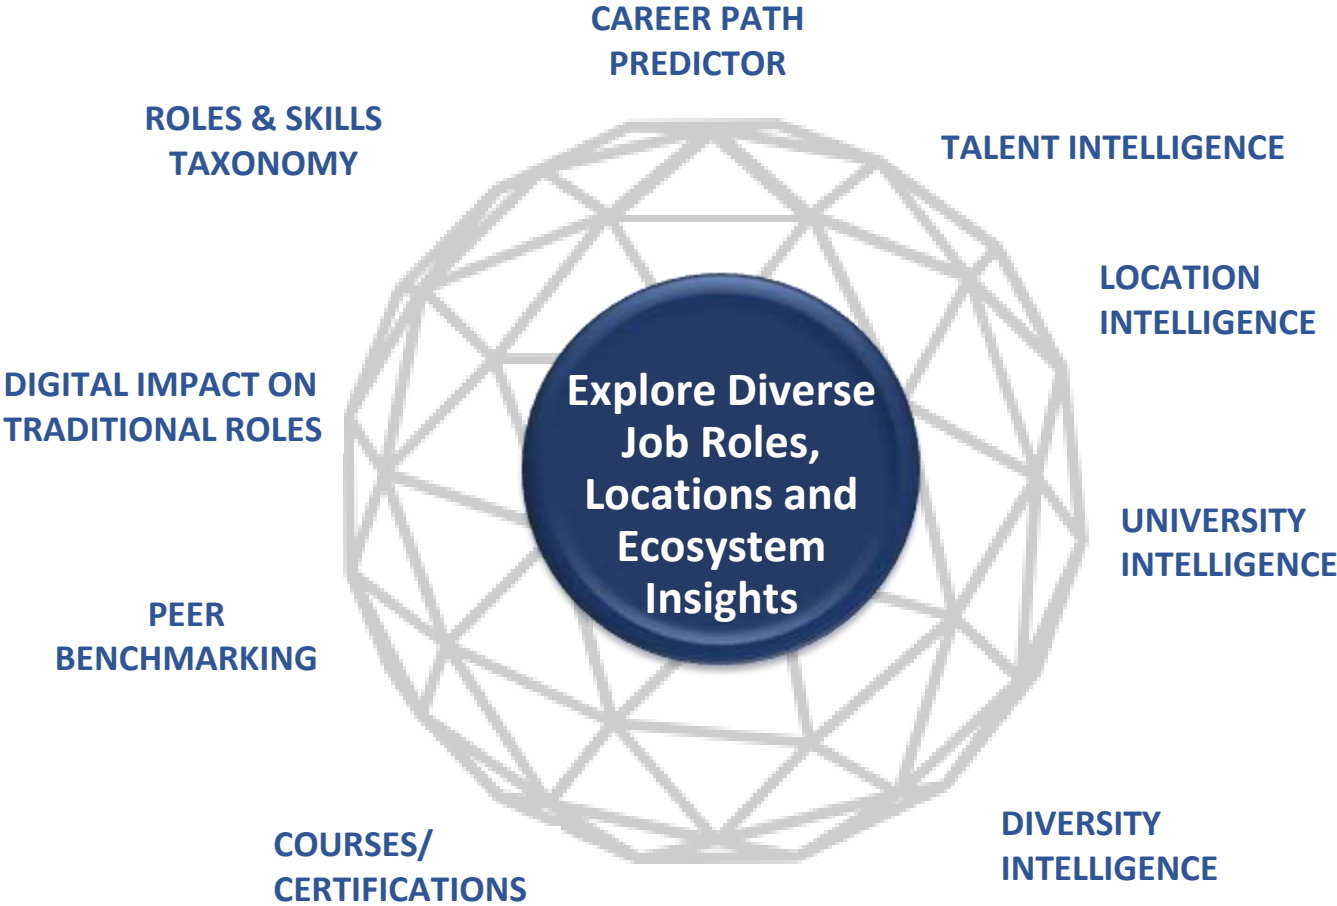 CAREER PATH
PREDICTOR
ROLES & SKILLS
TAXONOMY
TALENT INTELLIGENCE
LOCATION
INTELLIGENCE
DIGITAL IMPACT ON
TRADITIONAL ROLES
Explore Diverse
Job Roles,
Locations and
Ecosystem
Insights
UNIVERSITY
INTELLIGENCE
PEER
BENCHMARKING
COURSES/
CERTIFICATIONS
DIVERSITY
INTELLIGENCE